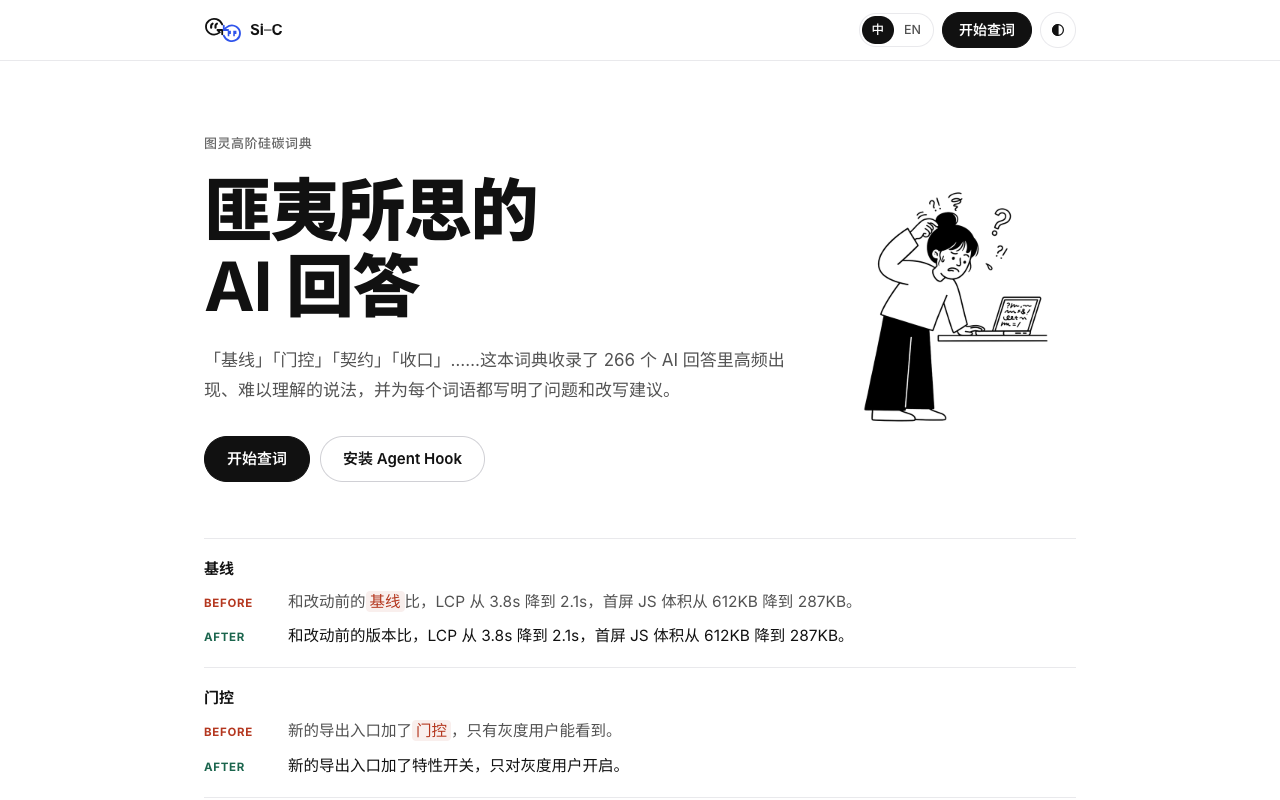 Si–C
中 EN 开始查词
图灵高阶硅碳词典
匪夷所思的
AI 回答
「基线」「门控」「契约」「收口」……这本词典收录了 266 个 AI 回答里高频出
现、难以理解的说法，并为每个词语都写明了问题和改写建议。
开始查词 安装 Agent Hook
?!
?
?!
基线
BEFORE 和改动前的基线比，LCP 从 3.8s 降到 2.1s，首屏 JS 体积从 612KB 降到 287KB。
AFTER 和改动前的版本比，LCP 从 3.8s 降到 2.1s，首屏 JS 体积从 612KB 降到 287KB。
门控
BEFORE 新的导出入口加了门控，只有灰度用户能看到。
AFTER 新的导出入口加了特性开关，只对灰度用户开启。